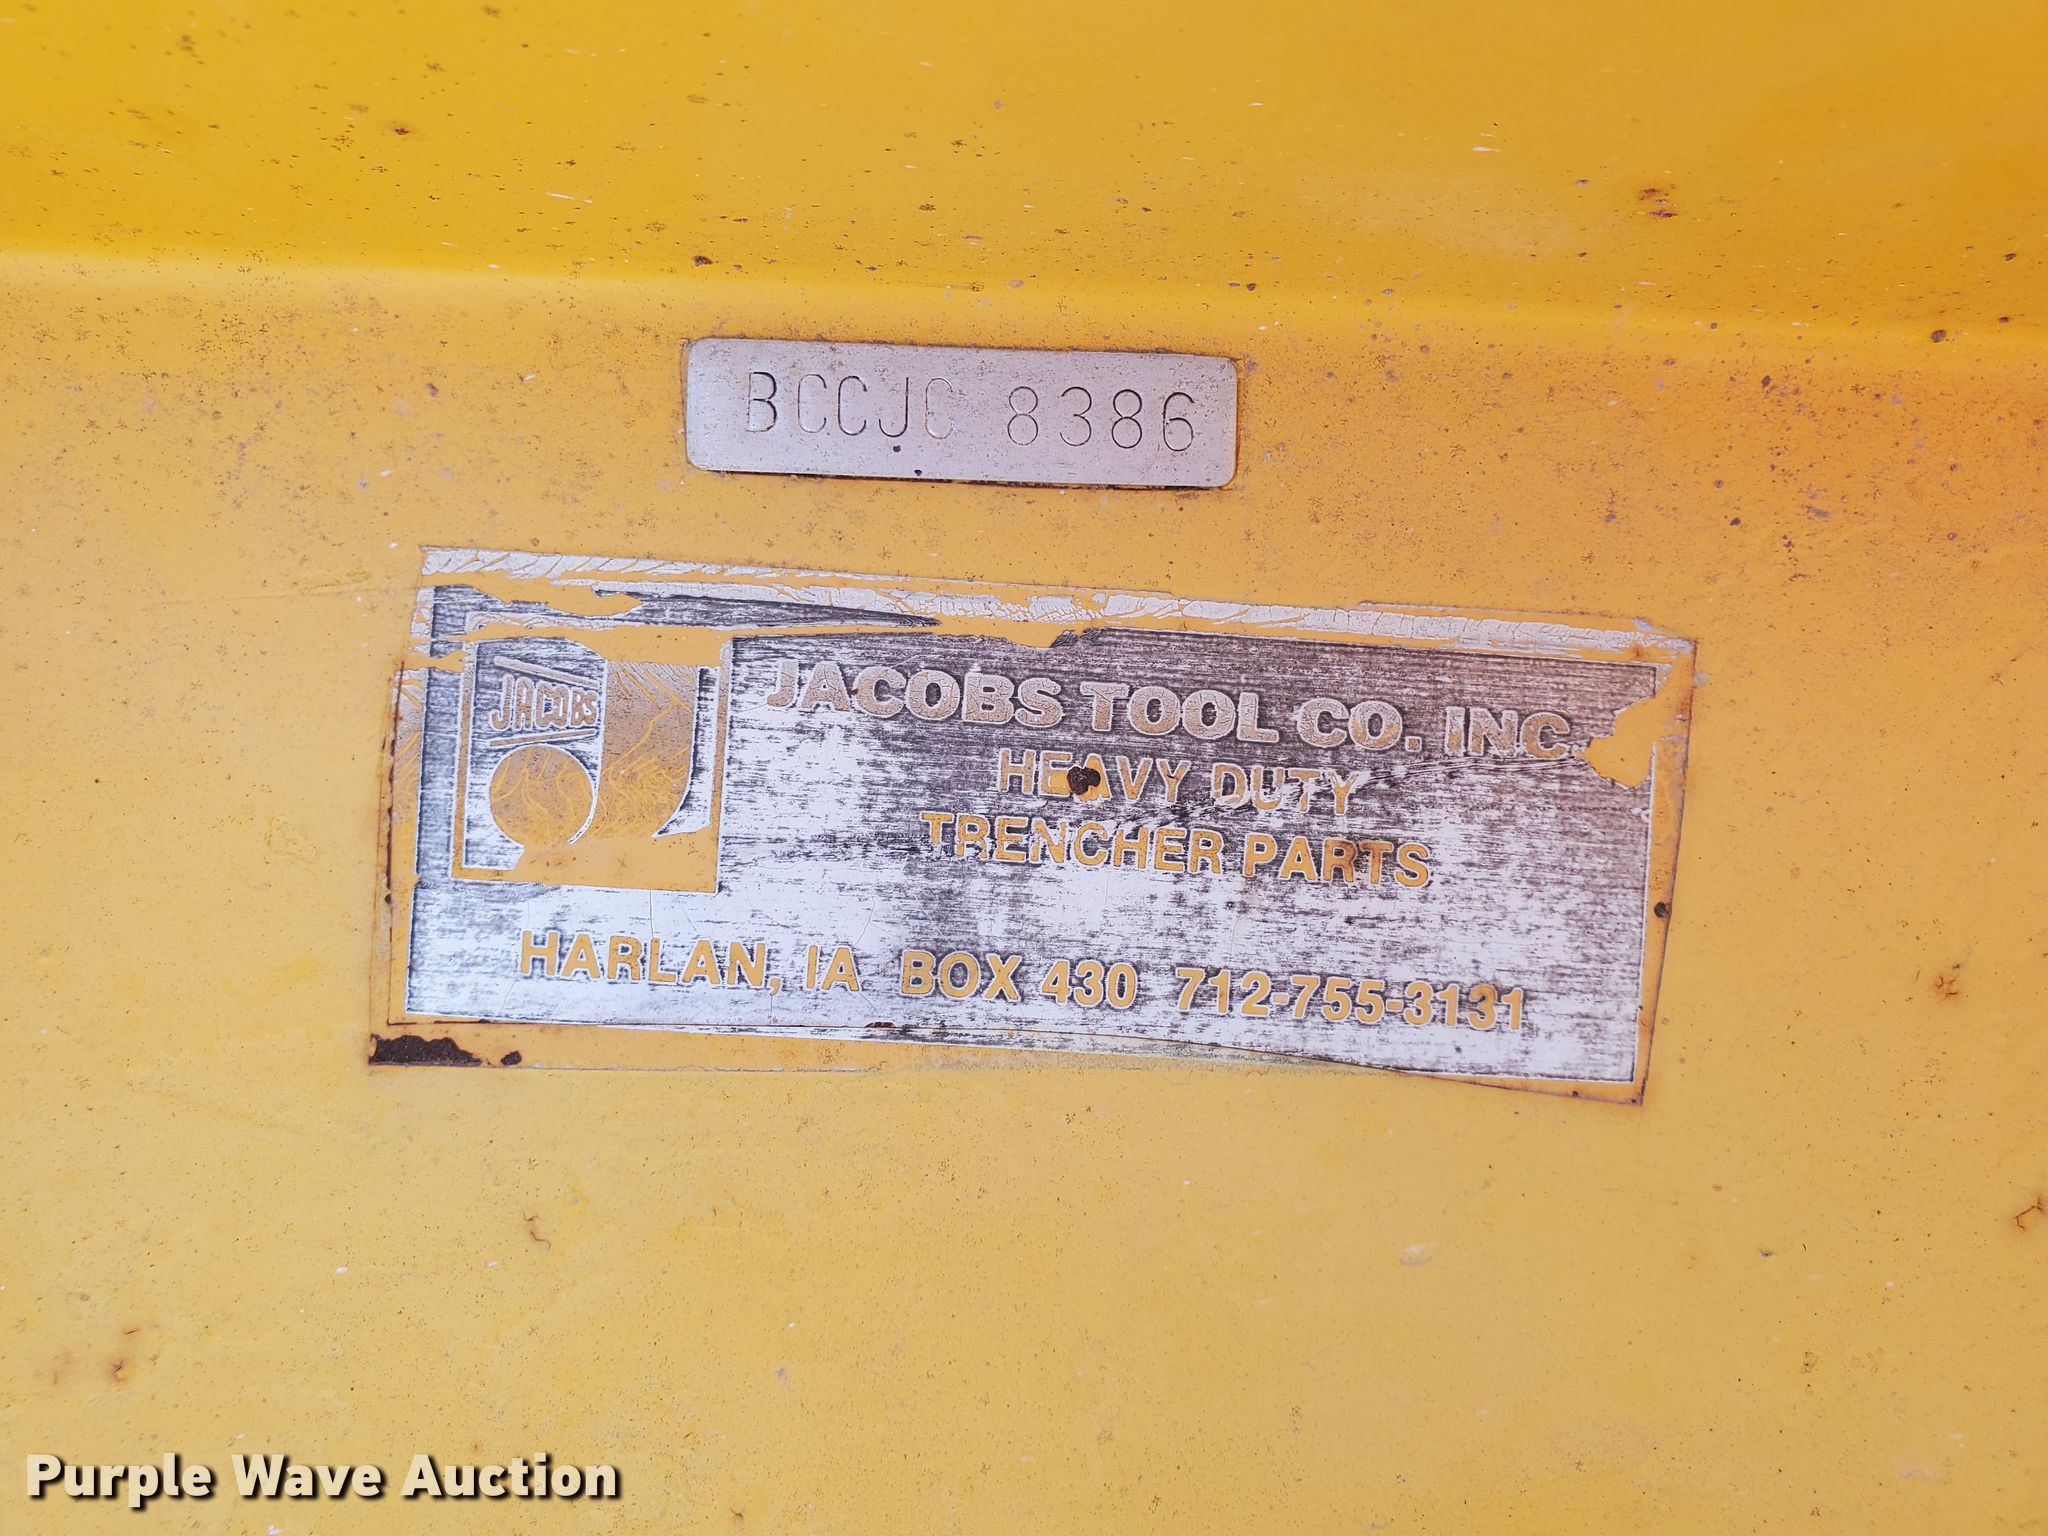 BCCJC 8386
JACOBS
JACOBS TOOL CO. INC.
HEAVY DUTY
TRENCHER PARTS
HARLAN, IA BOX 430 712-755-3131
Purple Wave Auction